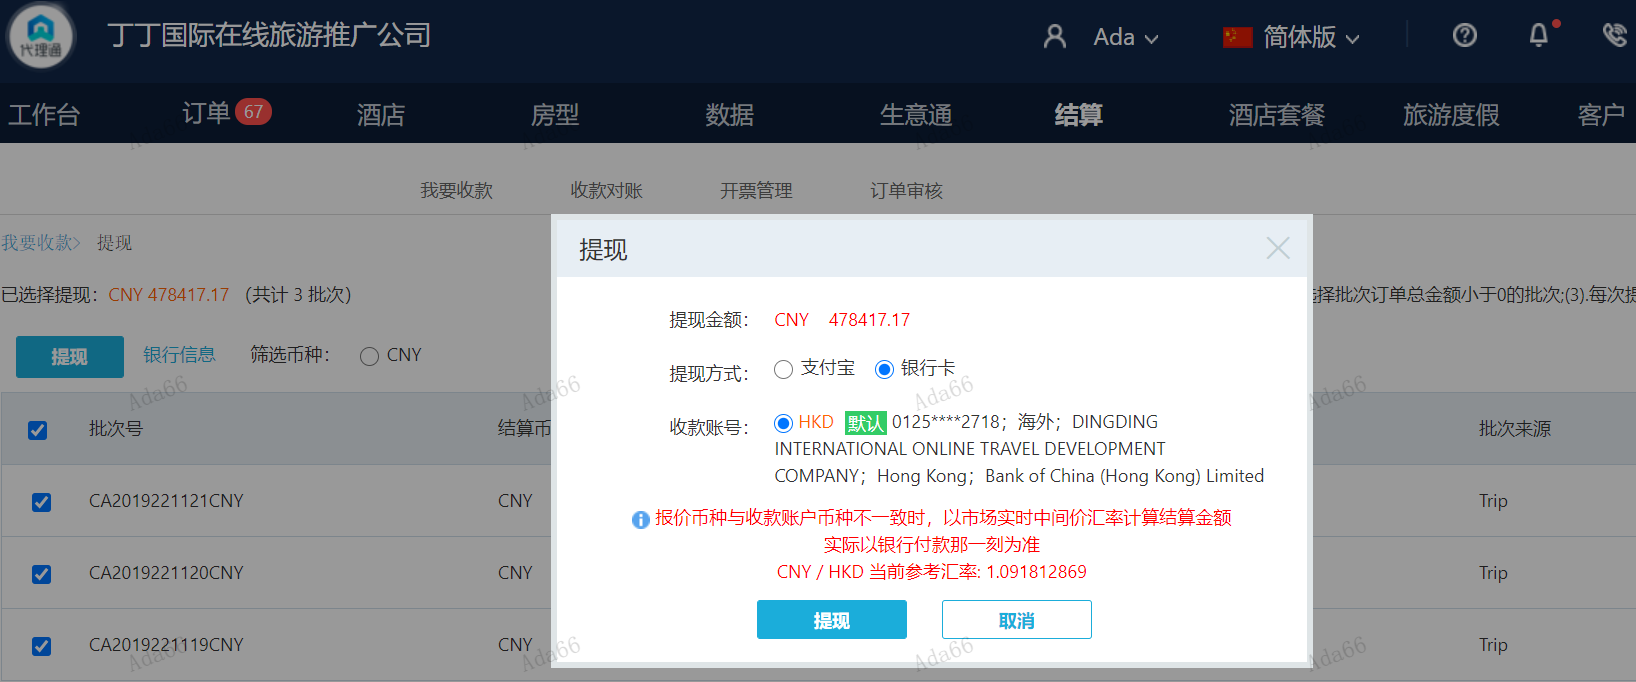 代理通
丁丁国际在线旅游推广公司
Ada
简体版
工作台
订单 67
酒店
房型
数据
生意通
结算
酒店套餐
旅游度假
客户
我要收款
收款对账
开票管理
订单审核
我要收款> 提现
已选择提现： CNY 478417.17 (共计 3 批次)
择批次订单总金额小于0的批次;(3).每次提
提现
银行信息
筛选币种：
CNY
批次号
结算币
批次来源
CA2019221121CNY
CNY
Trip
CA2019221120CNY
CNY
Trip
CA2019221119CNY
CNY
Trip
提现
提现金额： CNY 478417.17
提现方式： 支付宝 银行卡
收款账号： HKD 默认 0125****2718；海外；DINGDING
INTERNATIONAL ONLINE TRAVEL DEVELOPMENT
COMPANY；Hong Kong；Bank of China (Hong Kong) Limited
报价币种与收款账户币种不一致时，以市场实时中间价汇率计算结算金额
实际以银行付款那一刻为准
CNY / HKD 当前参考汇率: 1.091812869
提现
取消
Ada66
Ada66
Ada66
Ada66
Ada66
Ada66
Ada66
Ada66
Ada66
Ada66
Ada66
Ada66